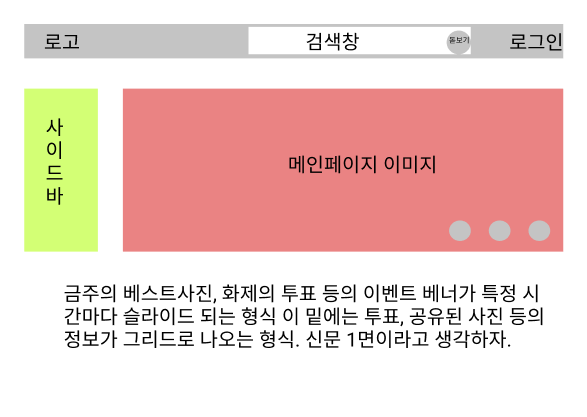 로고
검색창
돋보기
로그인
사
이
드
바
메인페이지 이미지
금주의 베스트사진, 화제의 투표 등의 이벤트 베너가 특정 시
간마다 슬라이드 되는 형식 이 밑에는 투표, 공유된 사진 등의
정보가 그리드로 나오는 형식. 신문 1면이라고 생각하자.